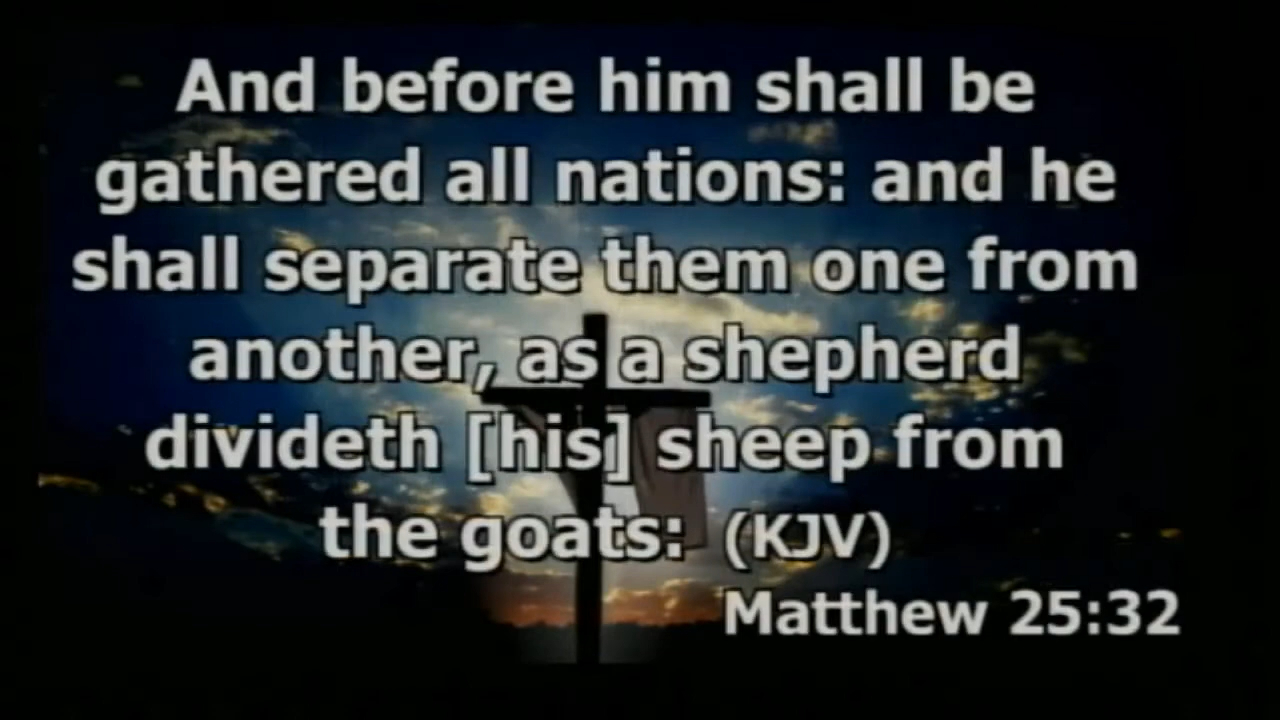 And before him shall be
gathered all nations: and he
shall separate them one from
another, as a shepherd
divideth [his] sheep from
the goats: (KJV)
Matthew 25:32